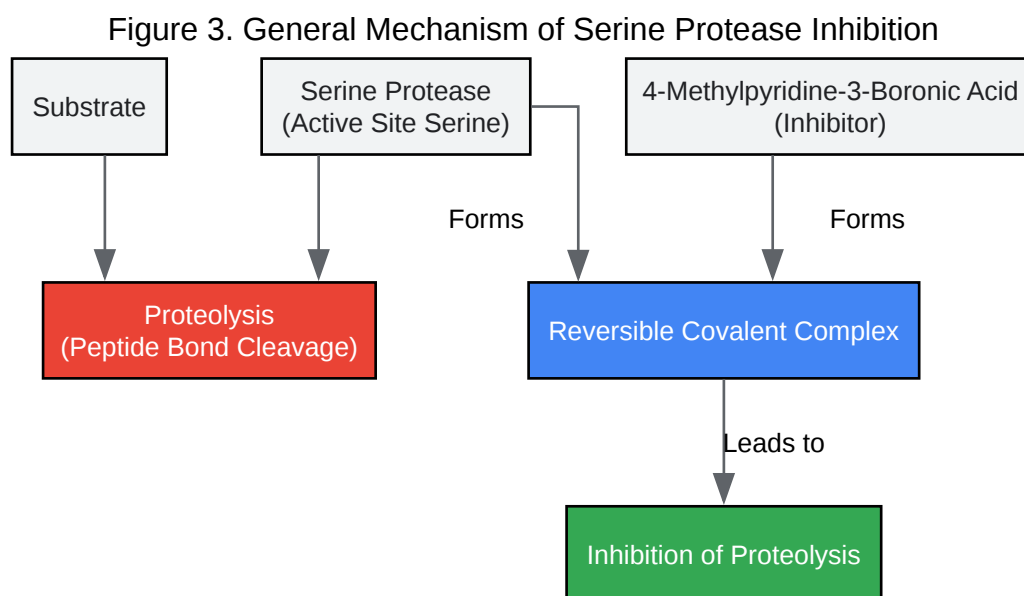 Figure 3. General Mechanism of Serine Protease Inhibition
Substrate
Serine Protease
(Active Site Serine)
4-Methylpyridine-3-Boronic Acid
(Inhibitor)
Forms
Forms
Proteolysis
(Peptide Bond Cleavage)
Reversible Covalent Complex
Leads to
Inhibition of Proteolysis